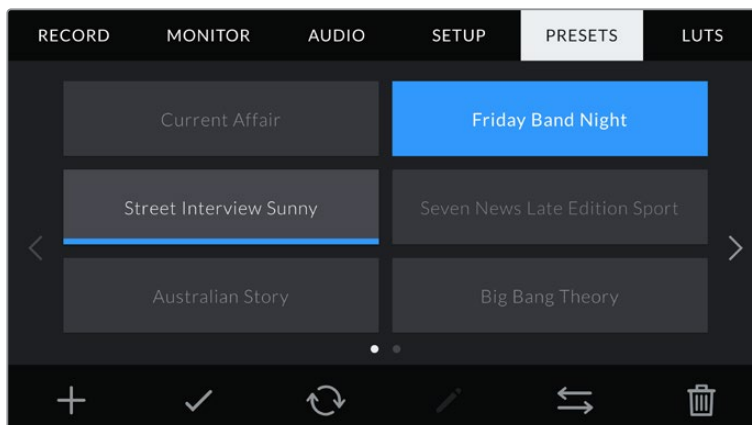 RECORD MONITOR AUDIO SETUP PRESETS LUTS
Current Affair Friday Band Night
Street Interview Sunny Seven News Late Edition Sport
Australian Story Big Bang Theory